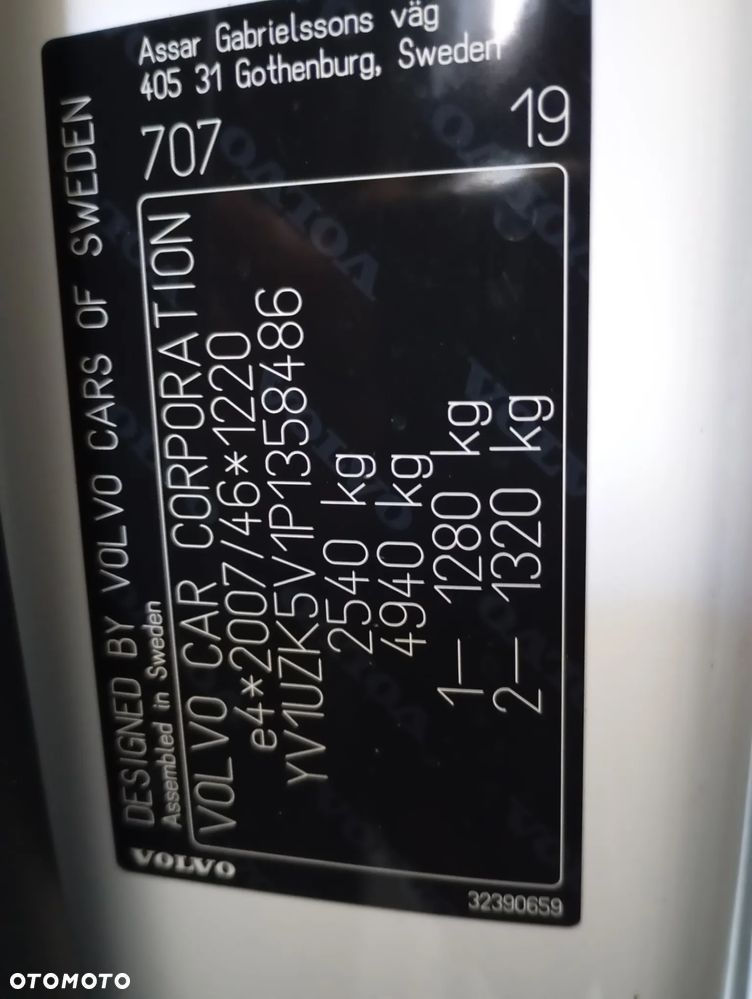 DESIGNED BY VOLVO CARS OF SWEDEN
Assembled in Sweden
Assar Gabrielssons väg
405 31 Gothenburg, Sweden
707
19
VOLVO CAR CORPORATION
e4*2007/46*1220
YV1UZK5V1P1358486
2540 kg
4940 kg
1– 1280 kg
2– 1320 kg
VOLVO
32390659
OTOMOTO